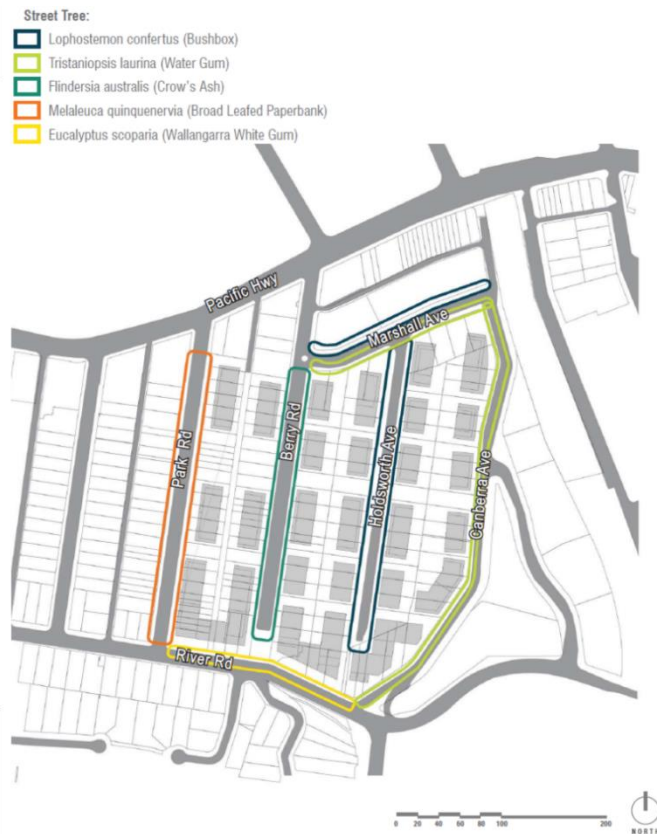 Street Tree:
Lophostemon confertus (Bushbox)
Tristaniopsis laurina (Water Gum)
Flindersia australis (Crow's Ash)
Melaleuca quinquenervia (Broad Leafed Paperbank)
Eucalyptus scoparia (Wallangarra White Gum)
Pacific Hwy
Marshall Ave
Park Rd
Berry Rd
Holdsworth Ave
Canberra Ave
River Rd
0 20 40 60 80 100 200
NORTH